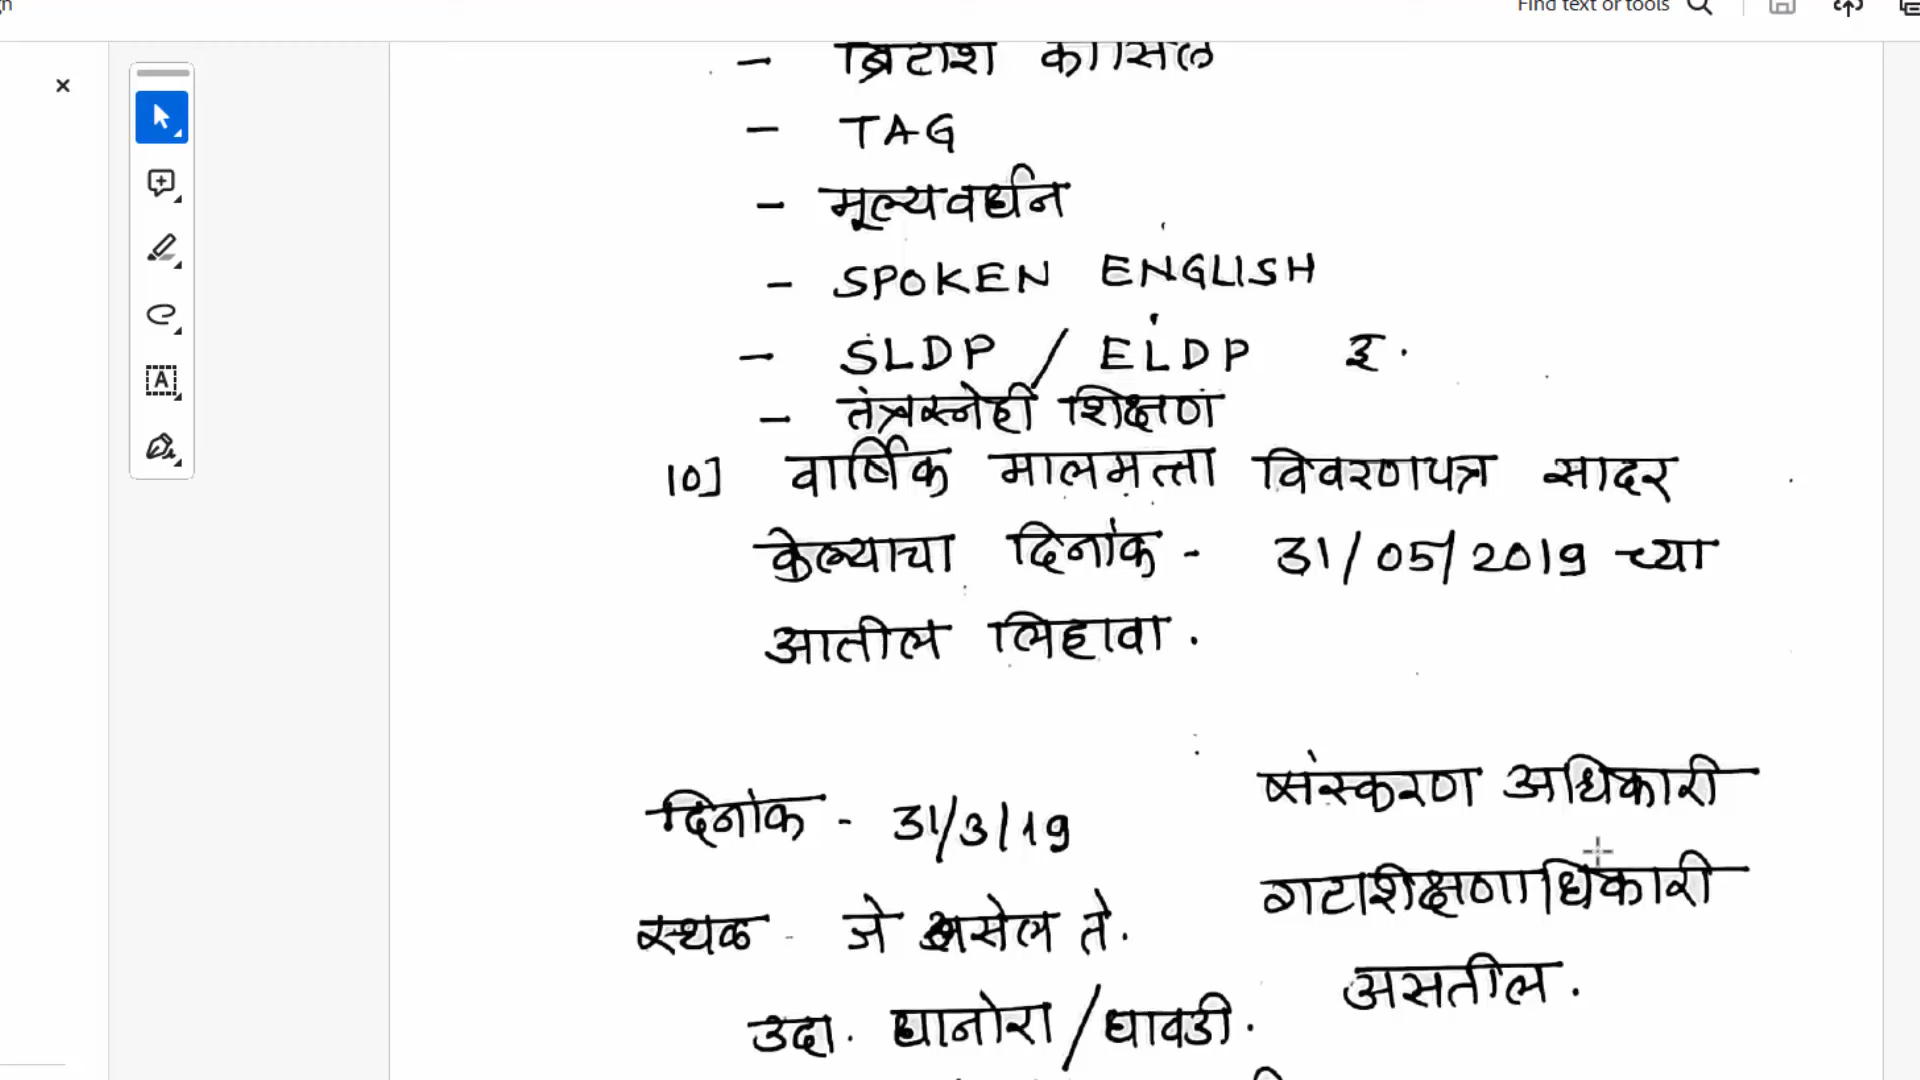 Find text or tools
- ब्रिटीश कौंसिल
- TAG
- मूल्यवर्धन
- SPOKEN ENGLISH
- SLDP / ELDP इ.
- तंत्रस्नेही शिक्षण
10] वार्षिक मालमत्ता विवरणपत्र सादर
केल्याचा दिनांक - 31/05/2019 च्या
आतील लिहावा.
दिनांक - 31/3/19
संस्करण अधिकारी
गटशिक्षणाधिकारी
असतील.
स्थळ - जे असेल ते.
उदा. धानोरा / धावडी.